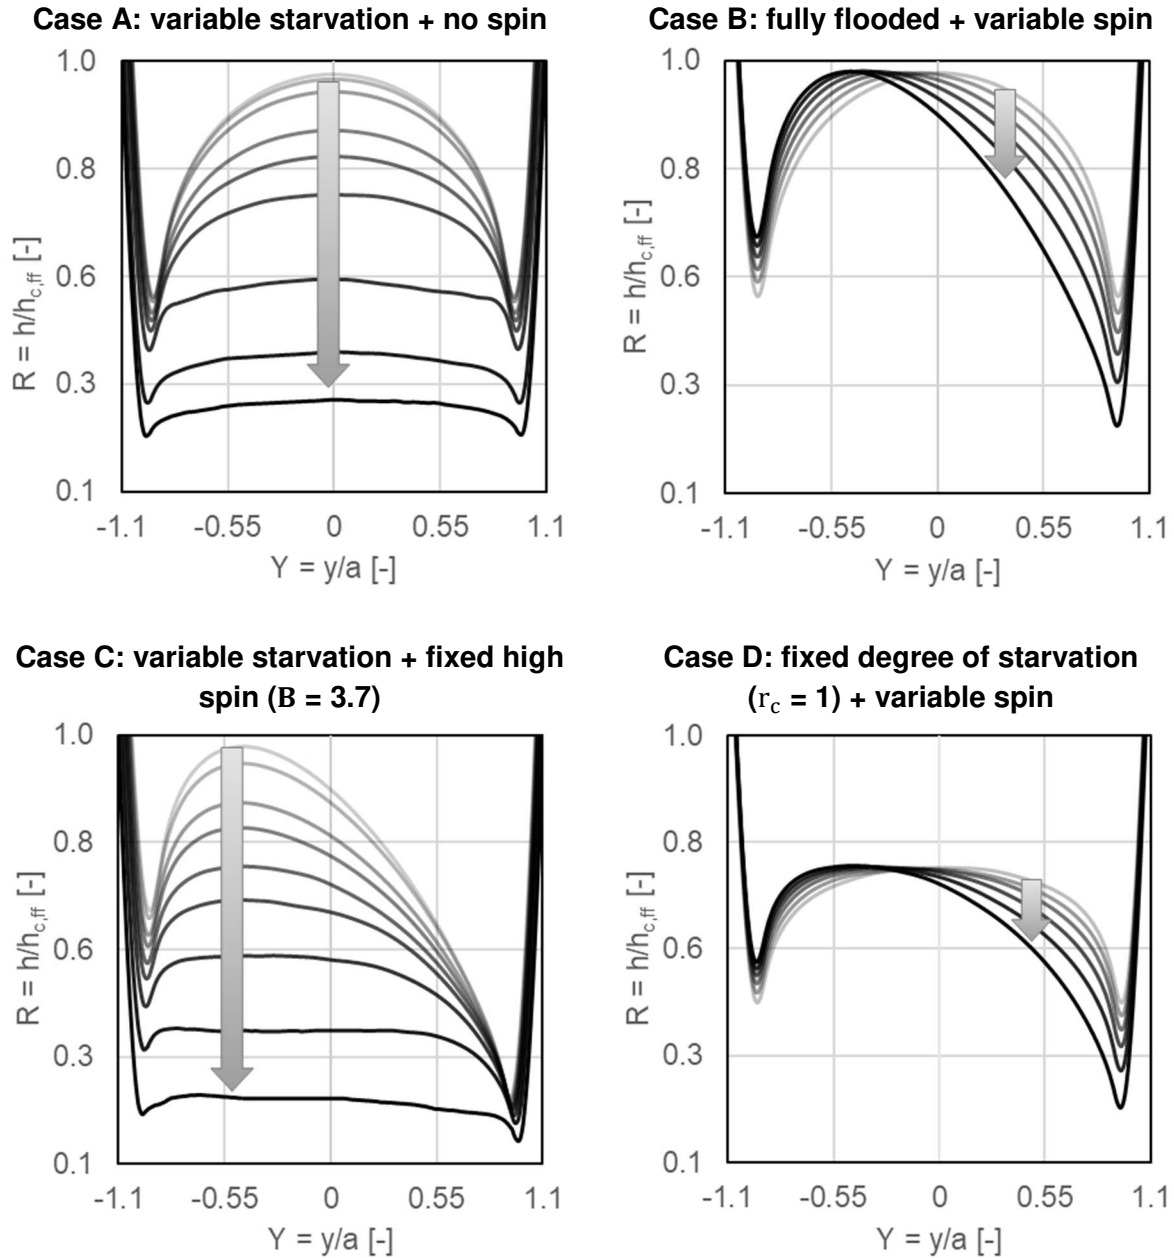 Case A: variable starvation + no spin
1.0
0.8
0.6
0.3
0.1
R = h/h_c,ff [-]
-1.1 -0.55 0 0.55 1.1
Y = y/a [-]
Case B: fully flooded + variable spin
1.0
0.8
0.6
0.3
0.1
R = h/h_c,ff [-]
-1.1 -0.55 0 0.55 1.1
Y = y/a [-]
Case C: variable starvation + fixed high
spin (B = 3.7)
1.0
0.8
0.6
0.3
0.1
R = h/h_c,ff [-]
-1.1 -0.55 0 0.55 1.1
Y = y/a [-]
Case D: fixed degree of starvation
(r_c = 1) + variable spin
1.0
0.8
0.6
0.3
0.1
R = h/h_c,ff [-]
-1.1 -0.55 0 0.55 1.1
Y = y/a [-]